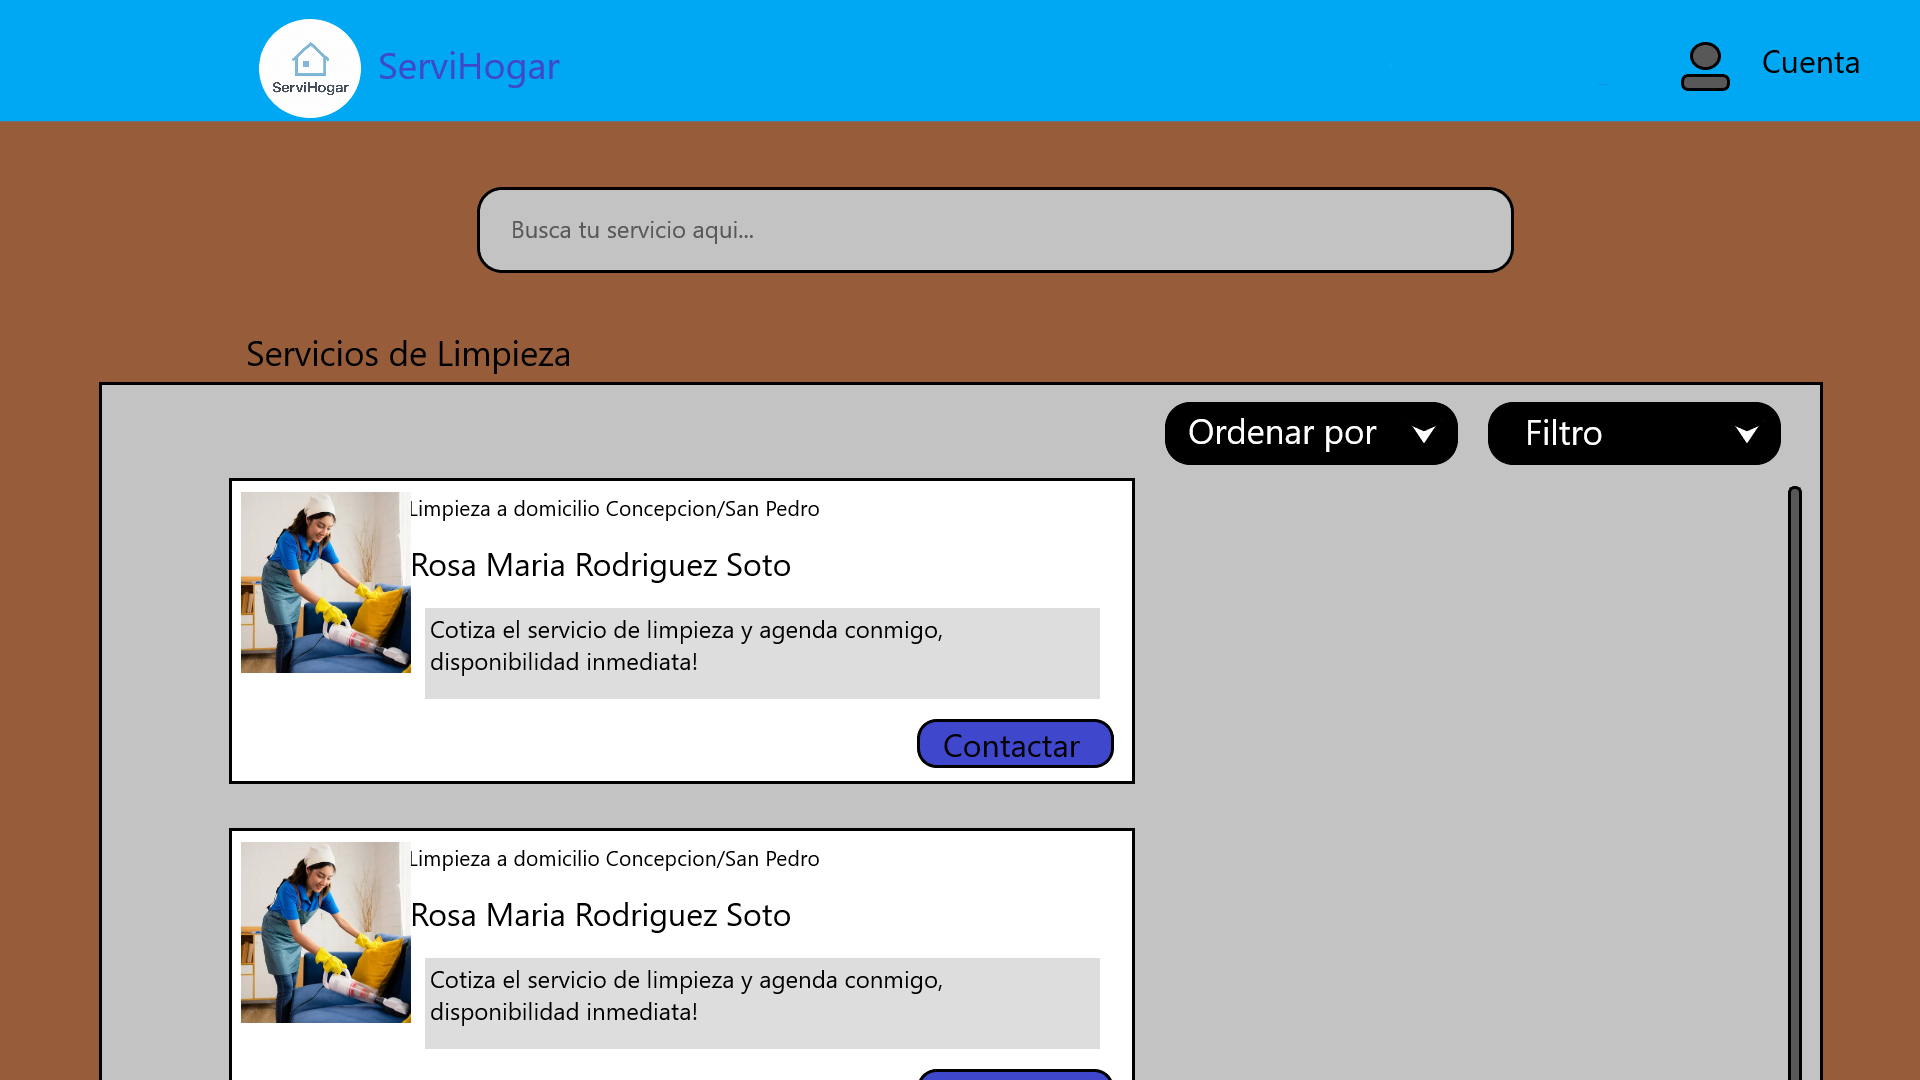 ServiHogar
ServiHogar
Cuenta
Busca tu servicio aqui...
Servicios de Limpieza
Ordenar por
Filtro
Limpieza a domicilio Concepcion/San Pedro
Rosa Maria Rodriguez Soto
Cotiza el servicio de limpieza y agenda conmigo,
disponibilidad inmediata!
Contactar
Limpieza a domicilio Concepcion/San Pedro
Rosa Maria Rodriguez Soto
Cotiza el servicio de limpieza y agenda conmigo,
disponibilidad inmediata!